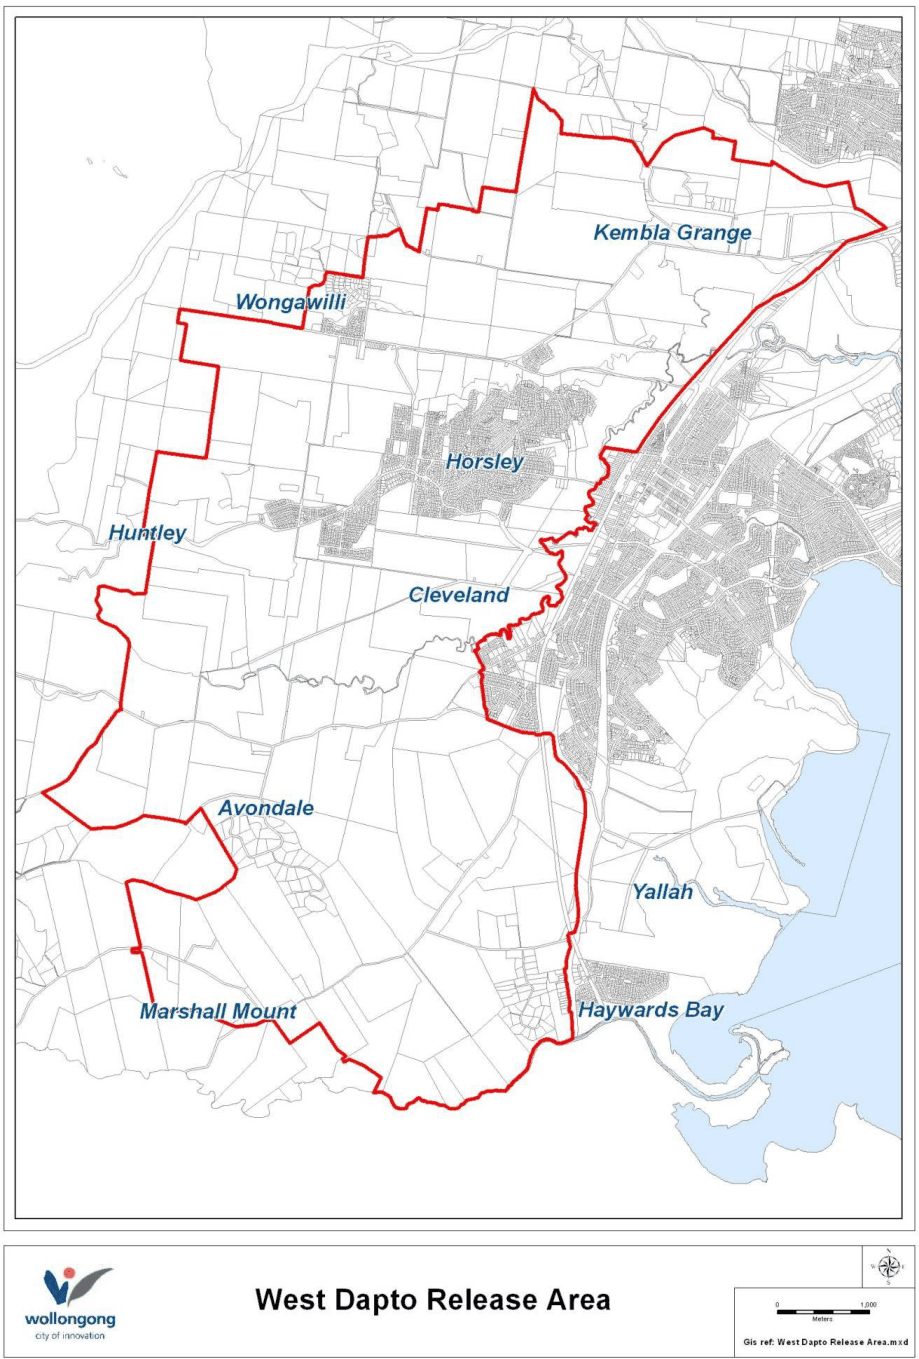 Kembla Grange
Wongawilli
Horsley
Huntley
Cleveland
Avondale
Yallah
Marshall Mount
Haywards Bay
wollongong
city of innovation
West Dapto Release Area
N
W
E
S
0
1,000
Meters
Gis ref: West Dapto Release Area.mxd